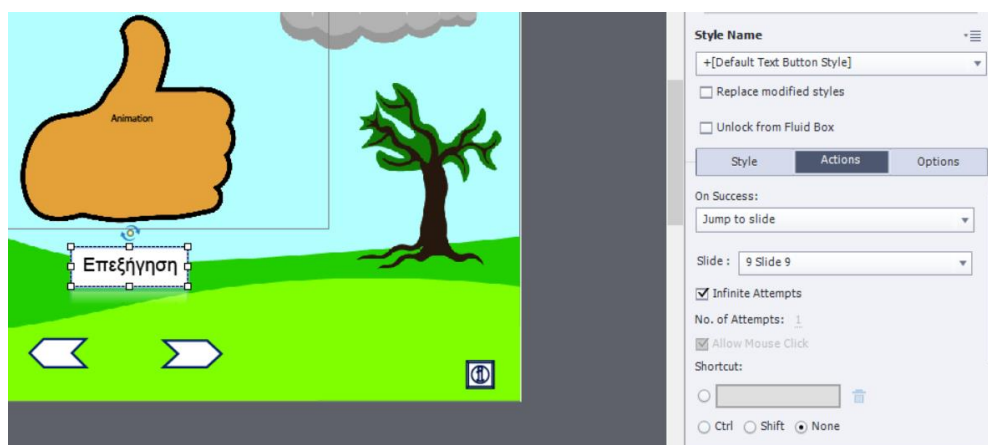 Animation
Επεξήγηση
Style Name
+[Default Text Button Style]
Replace modified styles
Unlock from Fluid Box
Style Actions Options
On Success:
Jump to slide
Slide : 9 Slide 9
Infinite Attempts
No. of Attempts: 1
Allow Mouse Click
Shortcut:
Ctrl Shift None